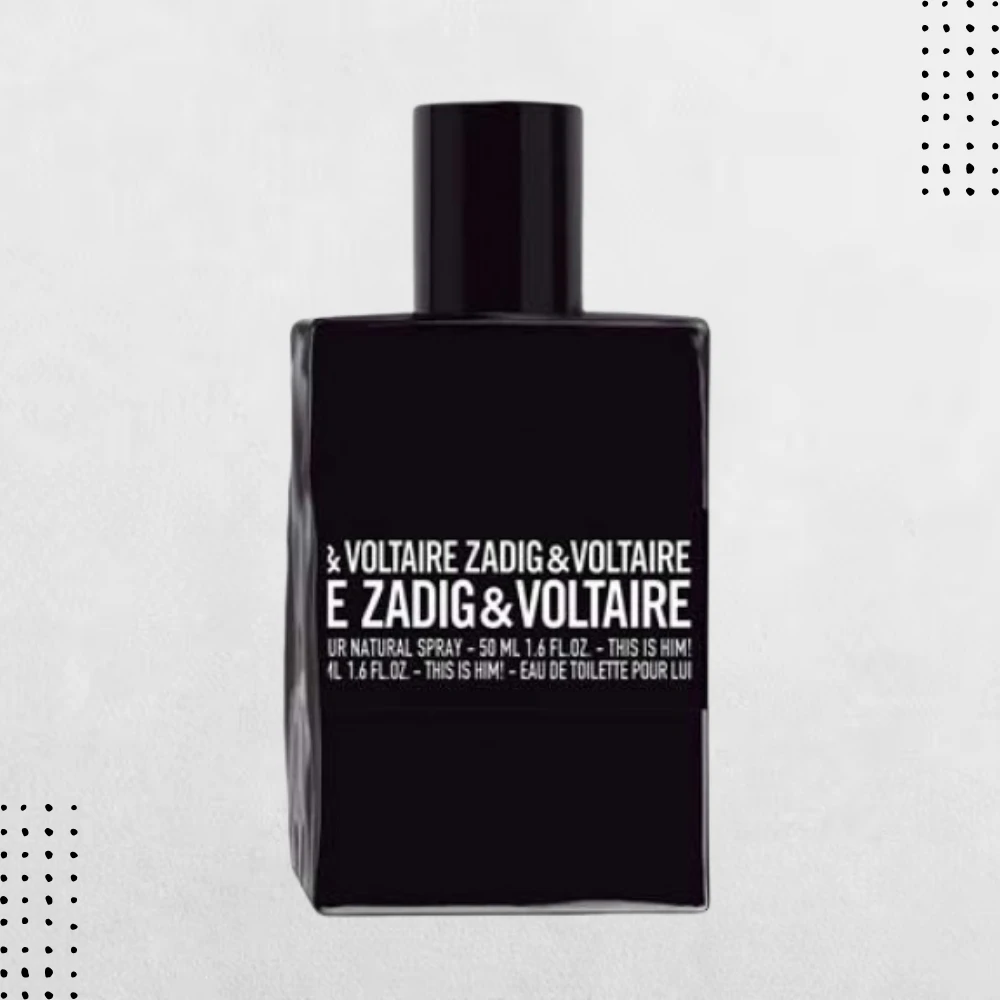 & VOLTAIRE ZADIG&VOLTAIRE
E ZADIG&VOLTAIRE
UR NATURAL SPRAY - 50 ML 1.6 FL.OZ. - THIS IS HIM!
ML 1.6 FL.OZ. - THIS IS HIM! - EAU DE TOILETTE POUR LUI